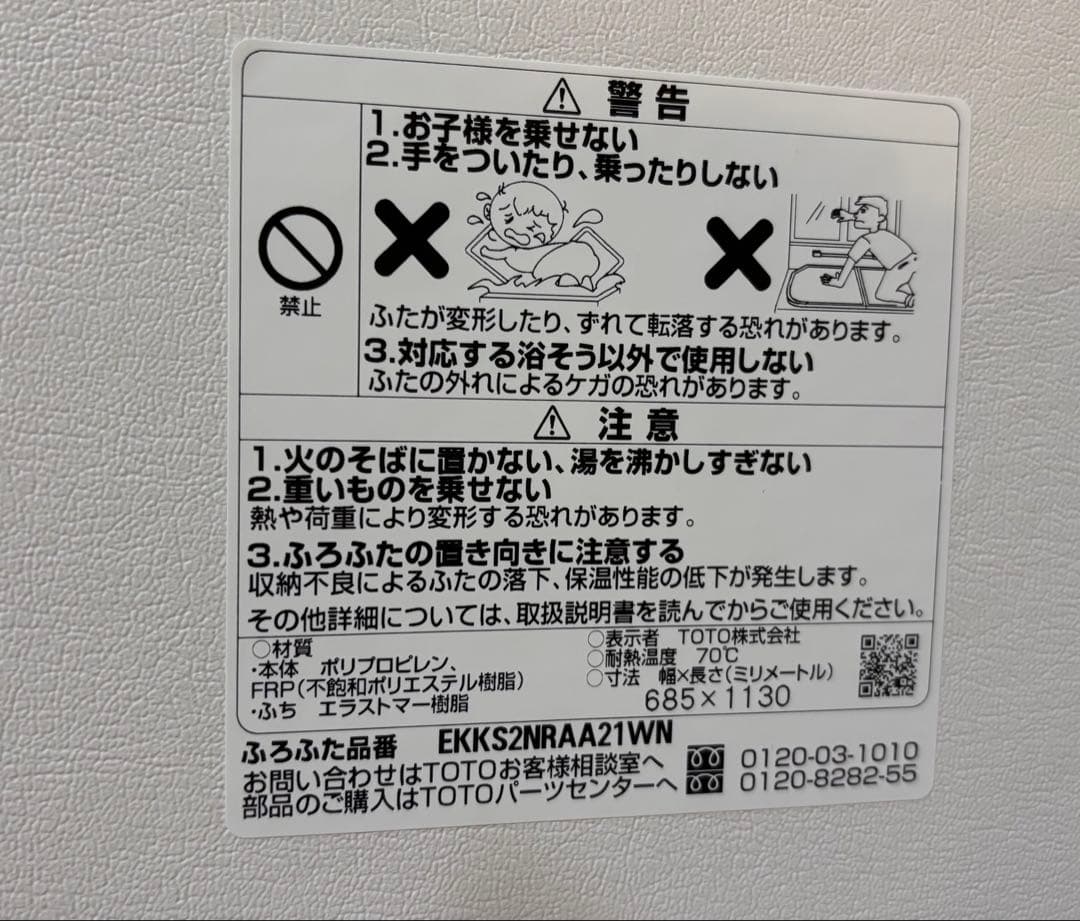 ⚠ 警告
禁止
1.お子様を乗せない
2.手をついたり、乗ったりしない
ふたが変形したり、ずれて転落する恐れがあります。
3.対応する浴そう以外で使用しない
ふたの外れによるケガの恐れがあります。
⚠ 注意
1.火のそばに置かない、湯を沸かしすぎない
2.重いものを乗せない
熱や荷重により変形する恐れがあります。
3.ふろふたの置き向きに注意する
収納不良によるふたの落下、保温性能の低下が発生します。
その他詳細については、取扱説明書を読んでからご使用ください。
○材質
・本体 ポリプロピレン、
FRP(不飽和ポリエステル樹脂)
・ふち エラストマー樹脂
○表示者 TOTO株式会社
○耐熱温度 70℃
○寸法 幅×長さ(ミリメートル)
685×1130
ふろふた品番 EKKS2NRAA21WN
お問い合わせはTOTOお客様相談室へ 0120-03-1010
部品のご購入はTOTOパーツセンターへ 0120-8282-55